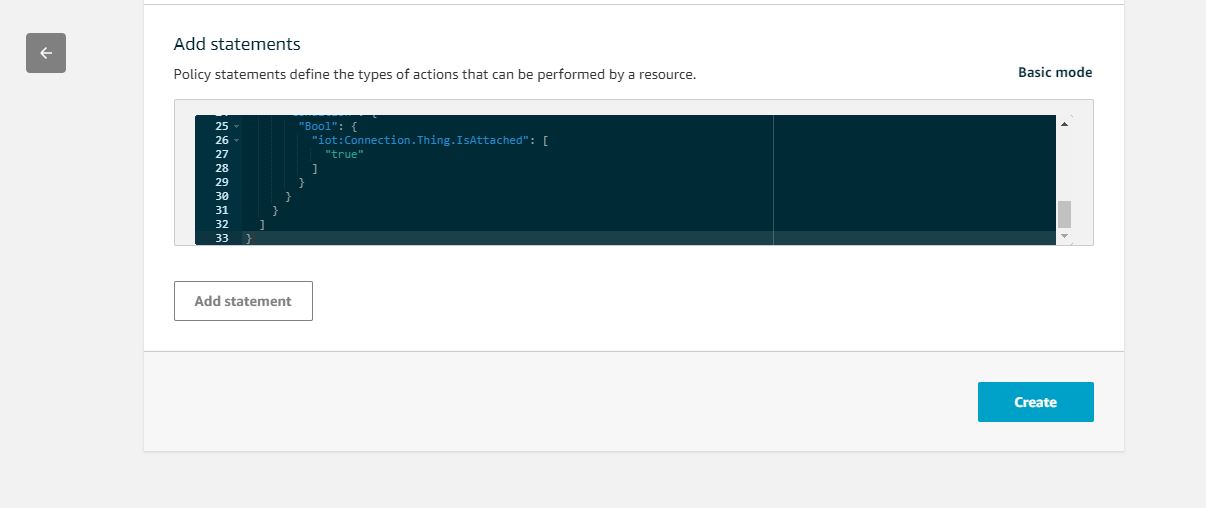 Add statements
Policy statements define the types of actions that can be performed by a resource.
Basic mode
25 "Bool": {
26 "iot:Connection.Thing.IsAttached": [
27 "true"
28 ]
29 }
30 }
31 }
32 ]
33 }
Add statement
Create